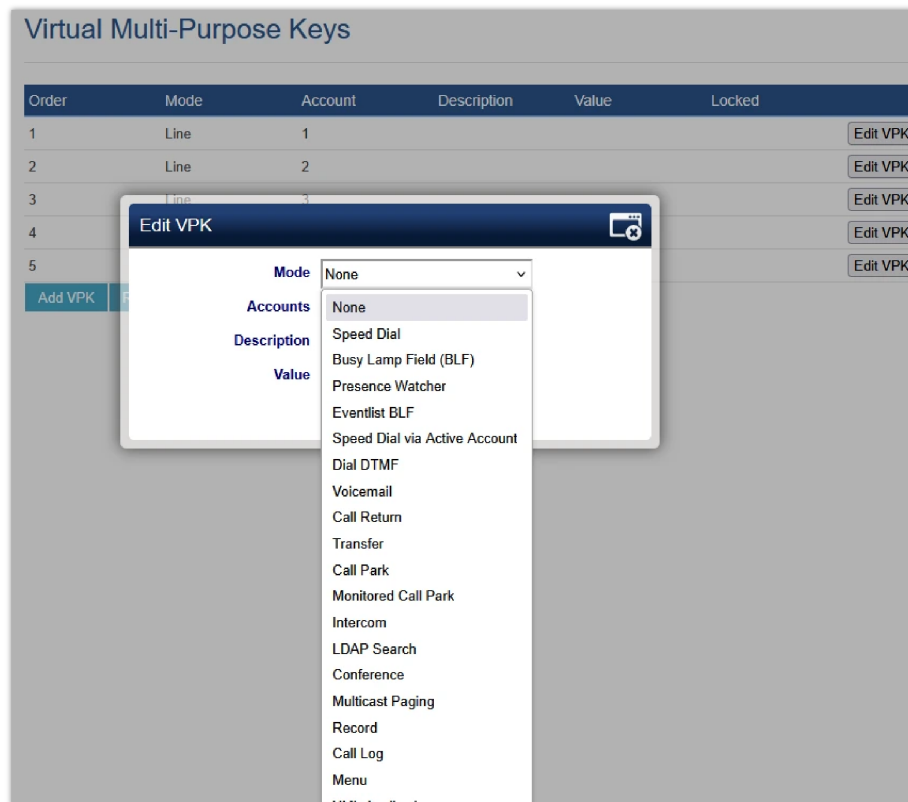 Virtual Multi-Purpose Keys
Order Mode Account Description Value Locked
1 Line 1 Edit VPK
2 Line 2 Edit VPK
3 Line 3 Edit VPK
4 Edit VPK
5 Edit VPK
Add VPK
Edit VPK
Mode None
Accounts
Description
Value
None
Speed Dial
Busy Lamp Field (BLF)
Presence Watcher
Eventlist BLF
Speed Dial via Active Account
Dial DTMF
Voicemail
Call Return
Transfer
Call Park
Monitored Call Park
Intercom
LDAP Search
Conference
Multicast Paging
Record
Call Log
Menu